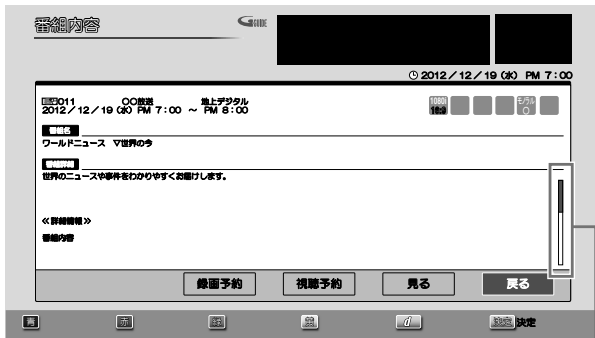 番組内容
GUIDE
2012／12／19（水） PM 7：00
011 〇〇放送 地上デジタル
2012／12／19（水）PM 7：00 ～ PM 8：00
1080i
16:9
モノラル
番組名
ワールドニュース ▽世界の今
番組詳細
世界のニュースや事件をわかりやすくお届けします。
≪詳細情報≫
番組内容
録画予約 視聴予約 見る 戻る
青 赤 緑 黄 d 決定 決定